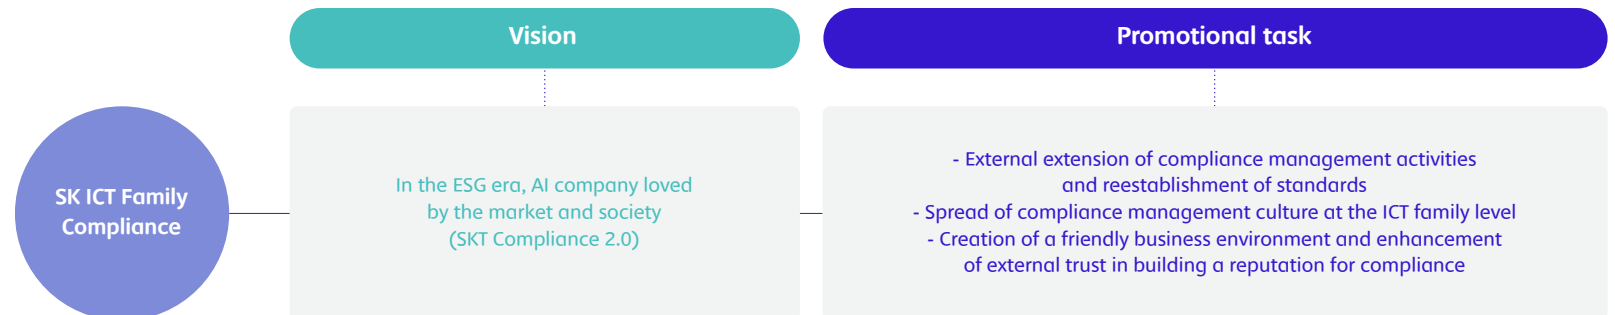 Vision
Promotional task
SK ICT Family
Compliance
In the ESG era, AI company loved
by the market and society
(SKT Compliance 2.0)
- External extension of compliance management activities
and reestablishment of standards
- Spread of compliance management culture at the ICT family level
- Creation of a friendly business environment and enhancement
of external trust in building a reputation for compliance